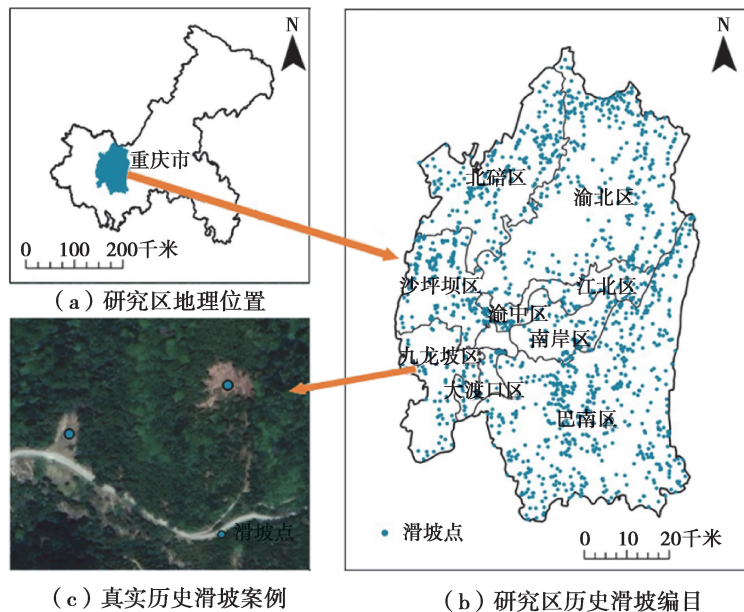 N
重庆市
0 100 200千米
(a)研究区地理位置
滑坡点
(c)真实历史滑坡案例
N
北碚区
渝北区
沙坪坝区
江北区
渝中区
南岸区
九龙坡区
大渡口区
巴南区
滑坡点
0 10 20千米
(b)研究区历史滑坡编目